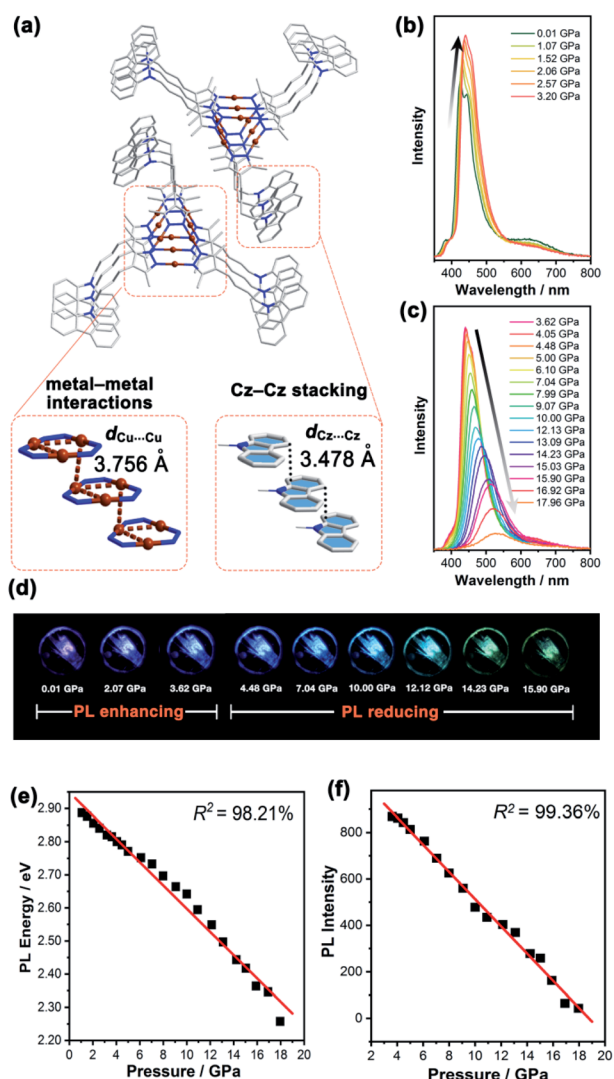 (a)
metal–metal
interactions
dCu···Cu
3.756 Å
Cz–Cz stacking
dCz···Cz
3.478 Å
(b)
Intensity
0.01 GPa
1.07 GPa
1.52 GPa
2.06 GPa
2.57 GPa
3.20 GPa
400 500 600 700 800
Wavelength / nm
(c)
Intensity
3.62 GPa
4.05 GPa
4.48 GPa
5.00 GPa
6.10 GPa
7.04 GPa
7.99 GPa
9.07 GPa
10.00 GPa
12.13 GPa
13.09 GPa
14.23 GPa
15.03 GPa
15.90 GPa
16.92 GPa
17.96 GPa
400 500 600 700 800
Wavelength / nm
(d)
0.01 GPa 2.07 GPa 3.62 GPa 4.48 GPa 7.04 GPa 10.00 GPa 12.12 GPa 14.23 GPa 15.90 GPa
PL enhancing PL reducing
(e)
R² = 98.21%
PL Energy / eV
2.90
2.80
2.70
2.60
2.50
2.40
2.30
2.20
0 2 4 6 8 10 12 14 16 18 20
Pressure / GPa
(f)
R² = 99.36%
PL Intensity
800
600
400
200
0
2 4 6 8 10 12 14 16 18 20
Pressure / GPa